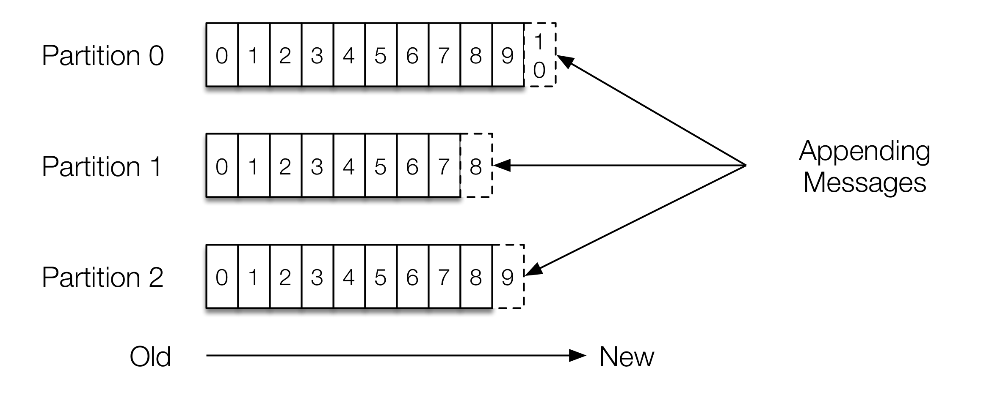 Partition 0 0 1 2 3 4 5 6 7 8 9 10
Partition 1 0 1 2 3 4 5 6 7 8
Partition 2 0 1 2 3 4 5 6 7 8 9
Appending
Messages
Old New